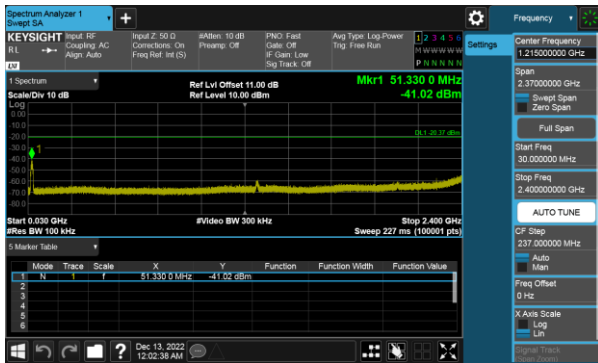 Spectrum Analyzer 1
Swept SA
+
Frequency
KEYSIGHT
RL
Input: RF
Coupling: AC
Align: Auto
Input Z: 50 Ω
Corrections: On
Freq Ref: Int (S)
#Atten: 10 dB
Preamp: Off
PNO: Fast
Gate: Off
IF Gain: Low
Sig Track: Off
Avg Type: Log-Power
Trig: Free Run
1 2 3 4 5 6
M W W W W W
P N N N N N
LW
1 Spectrum
Scale/Div 10 dB
Ref Lvl Offset 11.00 dB
Ref Level 10.00 dBm
Mkr1 51.330 0 MHz
-41.02 dBm
Log
0.00
-10.0
-20.0
-30.0
-40.0
-50.0
-60.0
-70.0
-80.0
1
DL1 -20.37 dBm
Start 0.030 GHz
#Res BW 100 kHz
#Video BW 300 kHz
Stop 2.400 GHz
Sweep 227 ms (100001 pts)
5 Marker Table
Mode Trace Scale X Y Function Function Width Function Value
1 N 1 f 51.330 0 MHz -41.02 dBm
2
3
4
5
6
Dec 13, 2022
12:02:38 AM
Settings
Center Frequency
1.215000000 GHz
Span
2.37000000 GHz
Swept Span
Zero Span
Full Span
Start Freq
30.000000 MHz
Stop Freq
2.400000000 GHz
AUTO TUNE
CF Step
237.000000 MHz
Auto
Man
Freq Offset
0 Hz
X Axis Scale
Log
Lin
Signal Track
(Span Zoom)